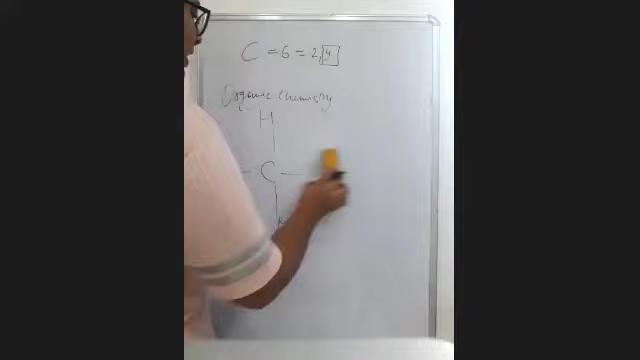 C = 6 = 2,4
Organic Chemistry
H
C